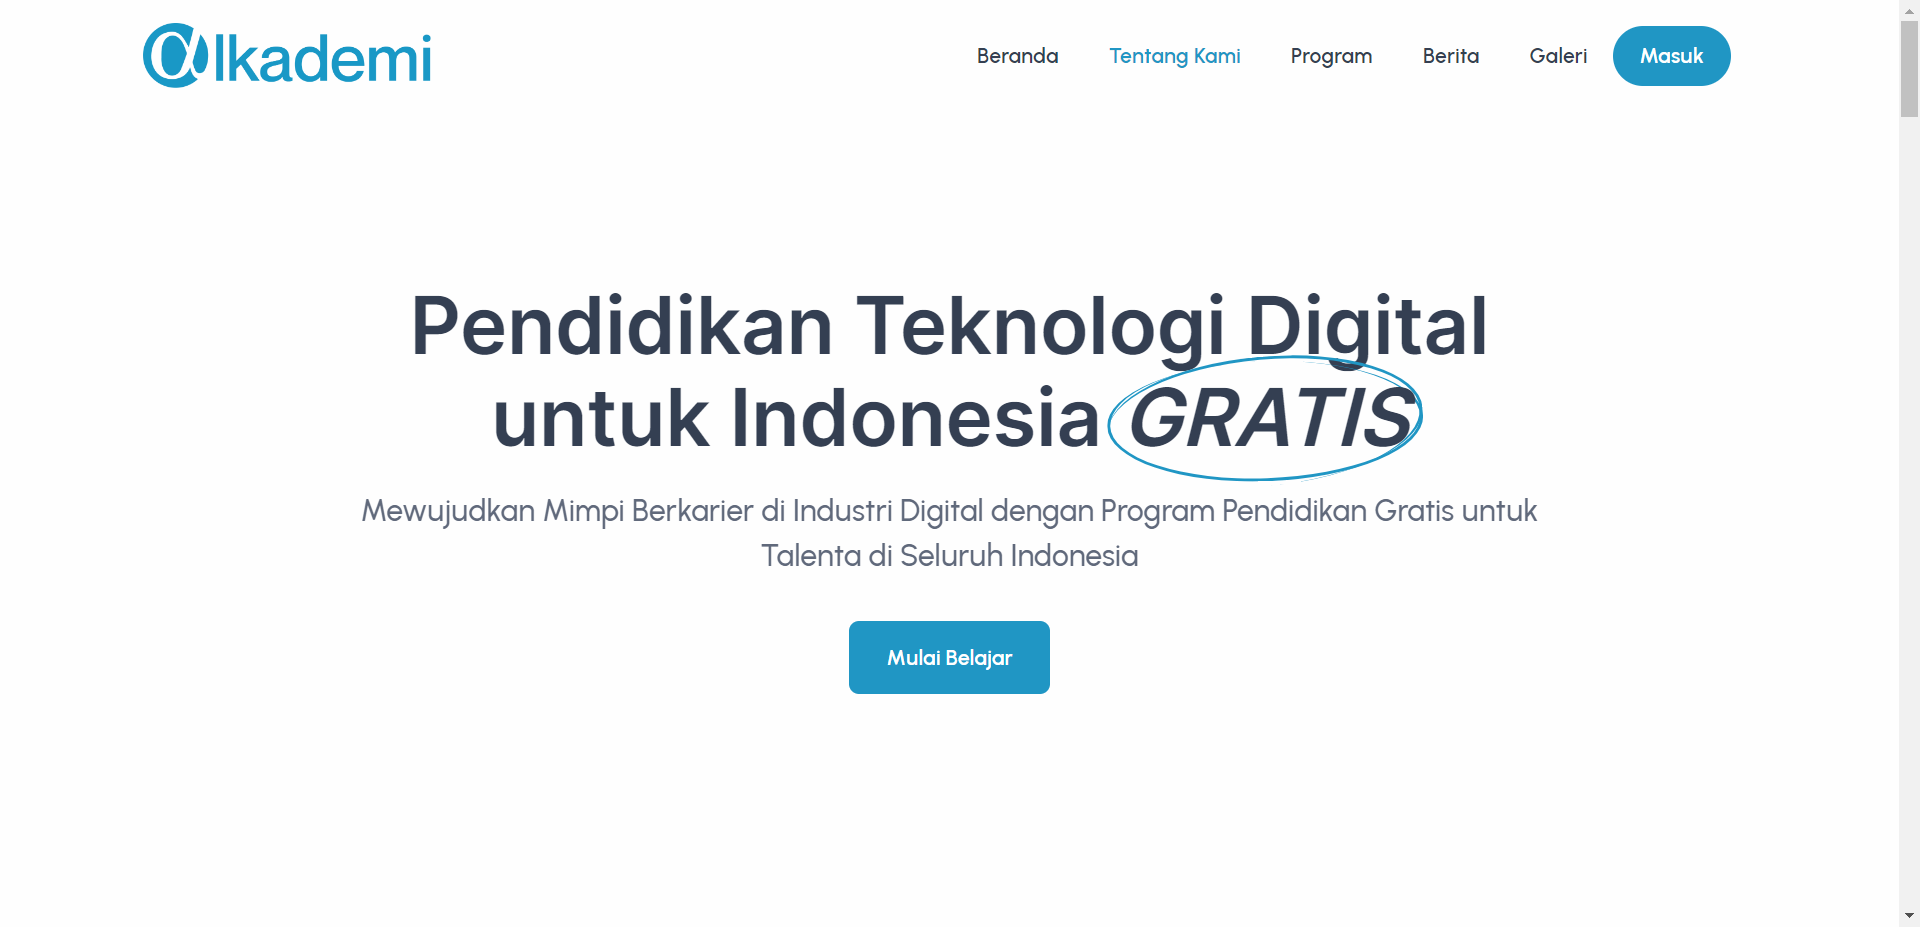 αlkademi
Beranda Tentang Kami Program Berita Galeri Masuk
Pendidikan Teknologi Digital
untuk Indonesia GRATIS
Mewujudkan Mimpi Berkarier di Industri Digital dengan Program Pendidikan Gratis untuk
Talenta di Seluruh Indonesia
Mulai Belajar